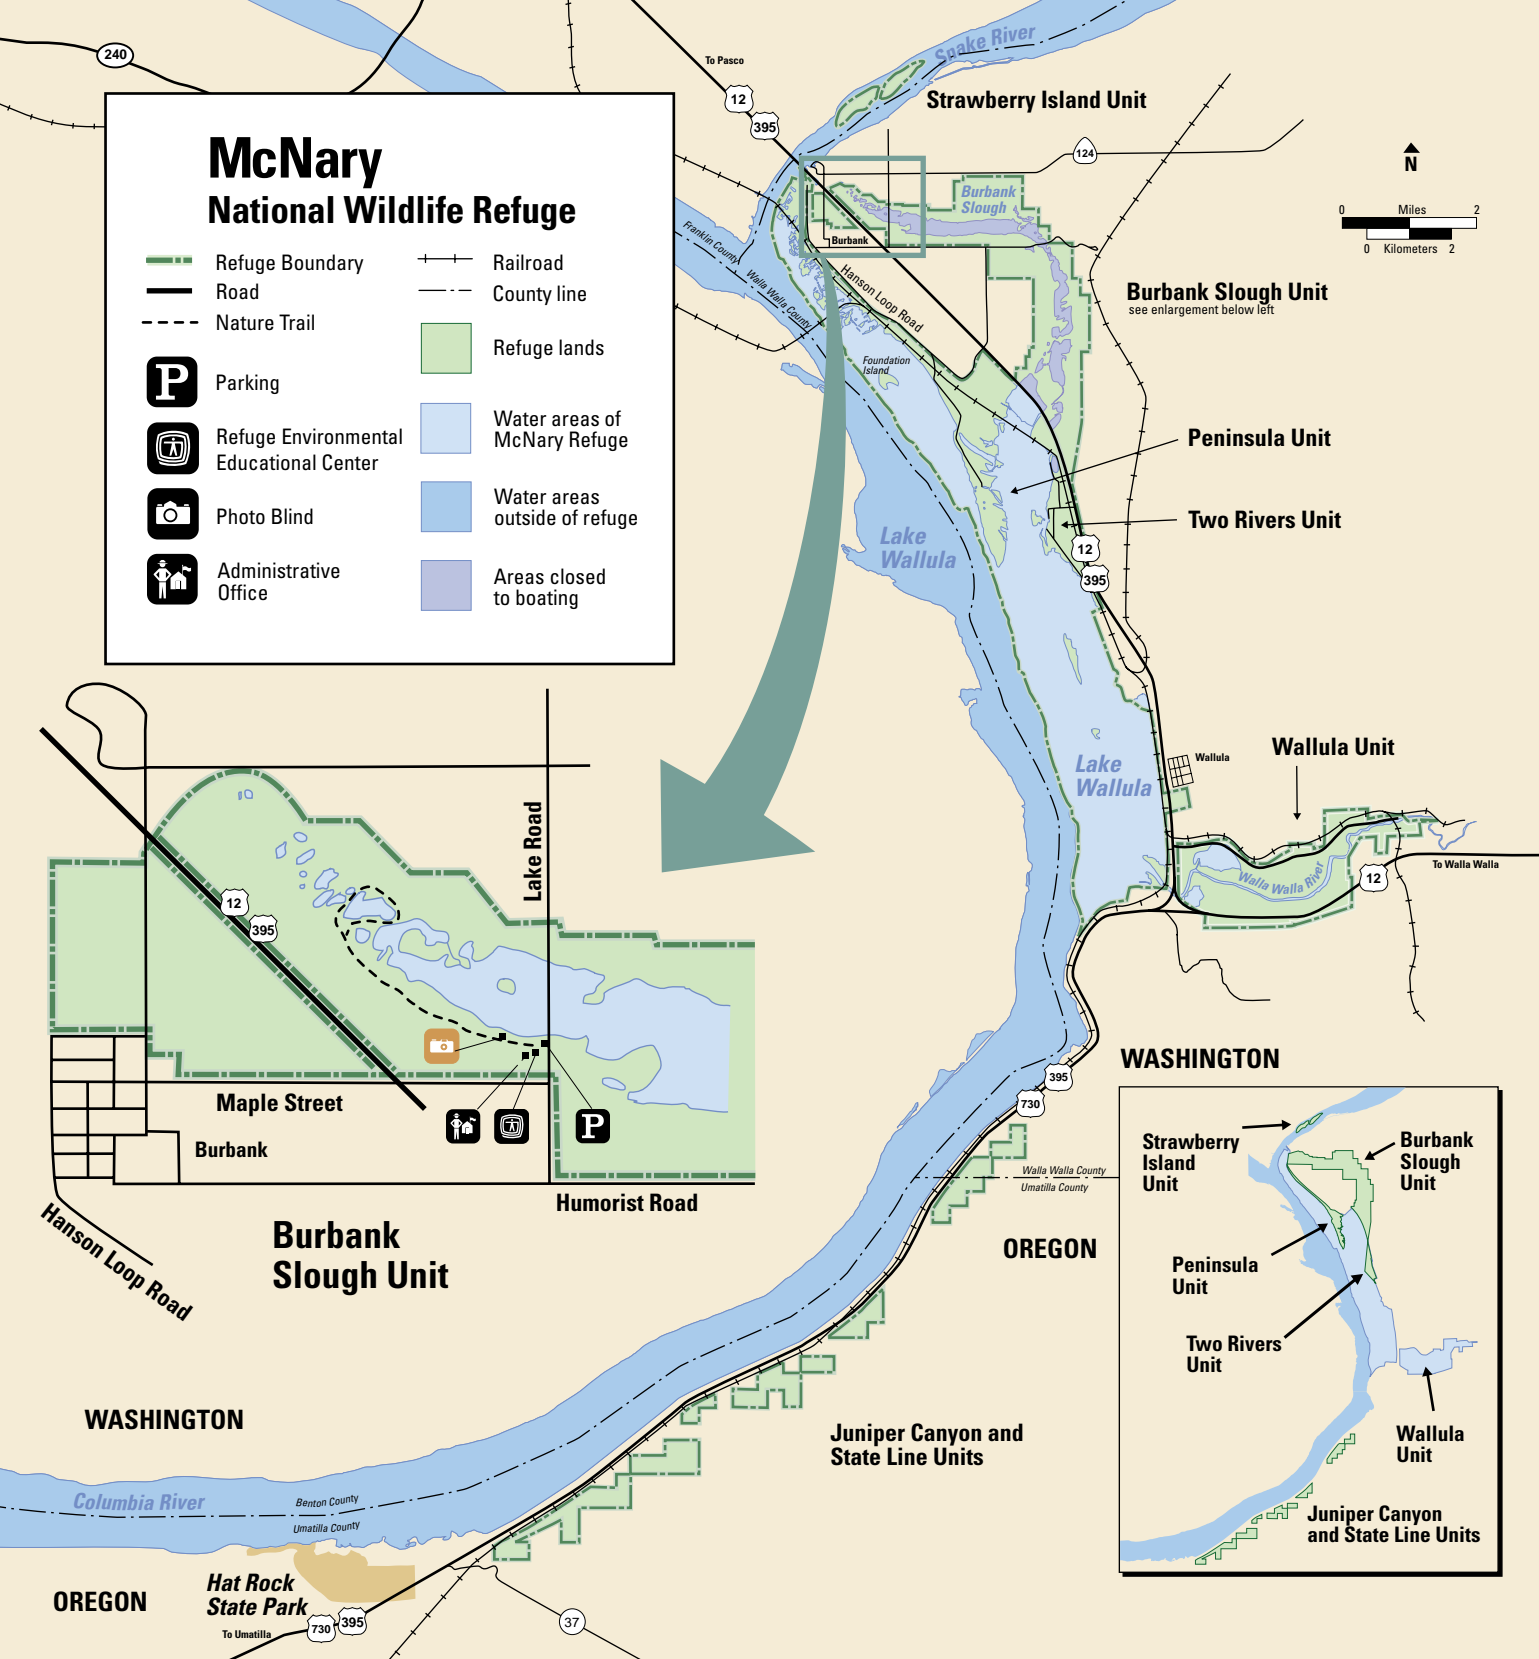 McNary
National Wildlife Refuge
Refuge Boundary
Road
Nature Trail
P
Parking
Refuge Environmental
Educational Center
Photo Blind
Administrative
Office
Railroad
County line
Refuge lands
Water areas of
McNary Refuge
Water areas
outside of refuge
Areas closed
to boating
240
To Pasco
12
395
Snake River
Strawberry Island Unit
124
N
0 Miles 2
0 Kilometers 2
Burbank
Slough
Burbank
Franklin County
Walla Walla County
Hanson Loop Road
Foundation
Island
Burbank Slough Unit
see enlargement below left
Peninsula Unit
Two Rivers Unit
12
395
Lake
Wallula
Lake
Wallula
Wallula
Wallula Unit
Walla Walla River
12
To Walla Walla
12
395
Lake Road
Maple Street
Burbank
P
Humorist Road
Hanson Loop Road
Burbank
Slough Unit
395
730
WASHINGTON
Walla Walla County
Umatilla County
OREGON
Strawberry
Island
Unit
Burbank
Slough
Unit
Peninsula
Unit
Two Rivers
Unit
Wallula
Unit
Juniper Canyon
and State Line Units
Juniper Canyon and
State Line Units
WASHINGTON
Columbia River
Benton County
Umatilla County
OREGON
Hat Rock
State Park
To Umatilla
730
395
37